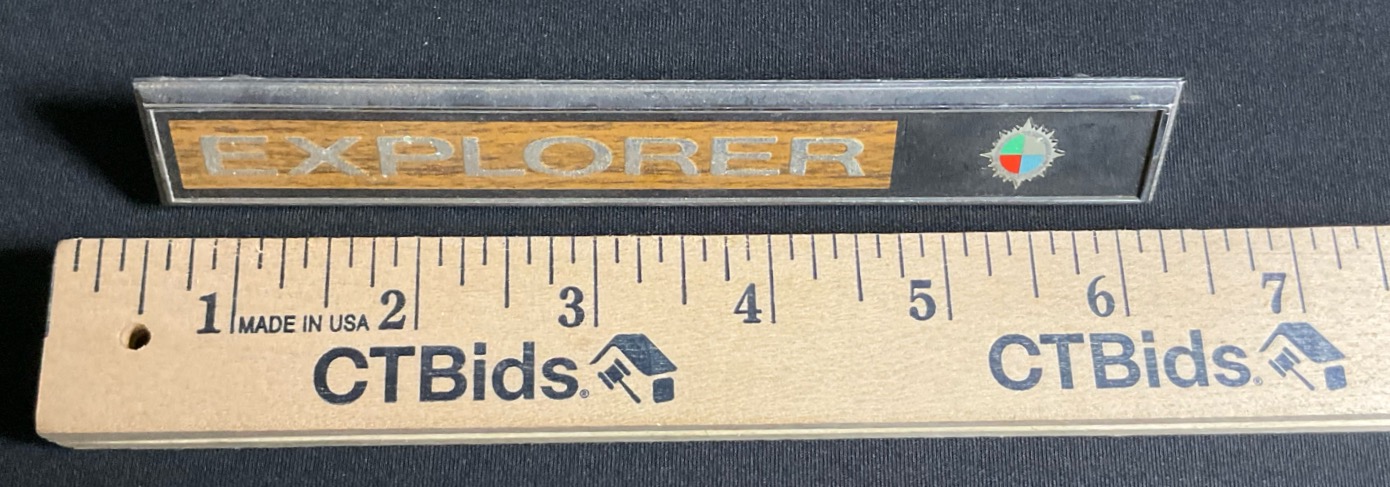 EXPLORER
1 MADE IN USA 2 3 4 5 6 7
CTBids® CTBids®